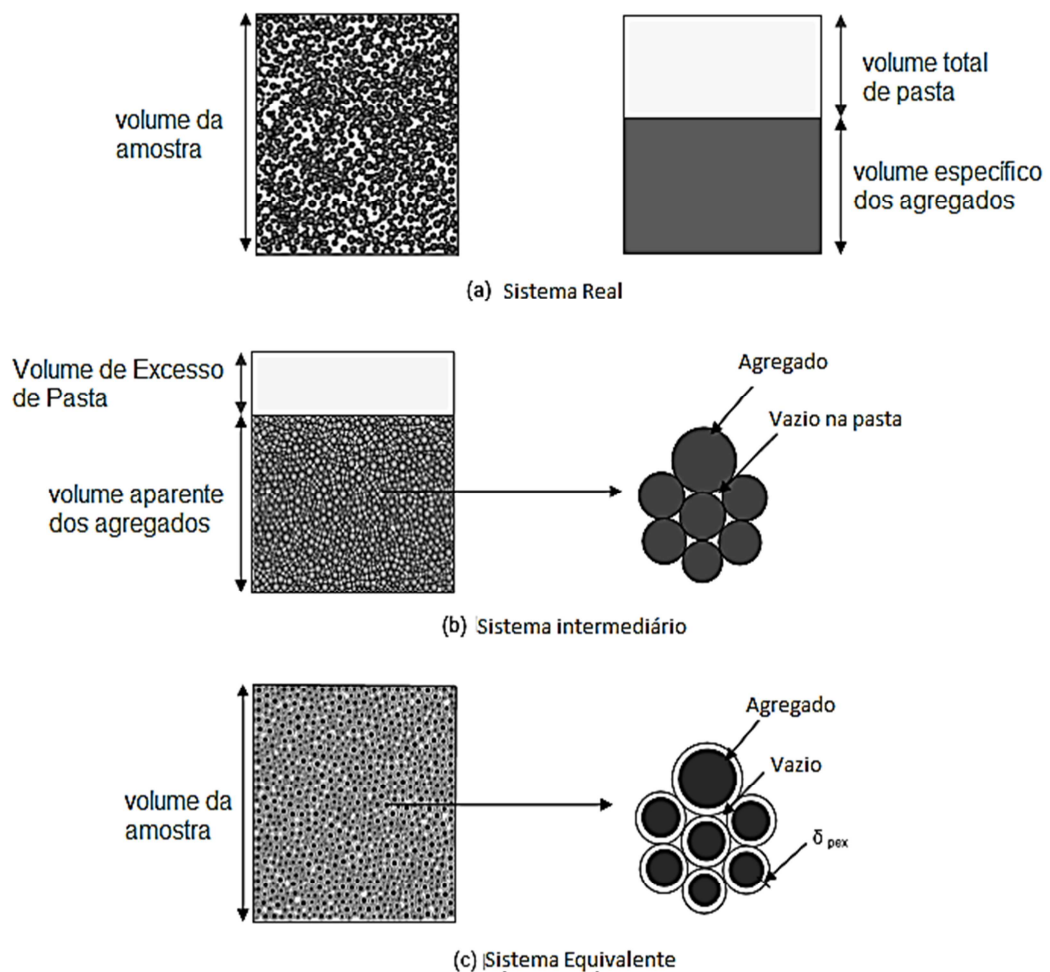 volume da
amostra
volume total
de pasta
volume específico
dos agregados
(a) Sistema Real
Volume de Excesso
de Pasta
volume aparente
dos agregados
Agregado
Vazio na pasta
(b) Sistema intermediário
volume da
amostra
Agregado
Vazio
δ pex
(c) Sistema Equivalente